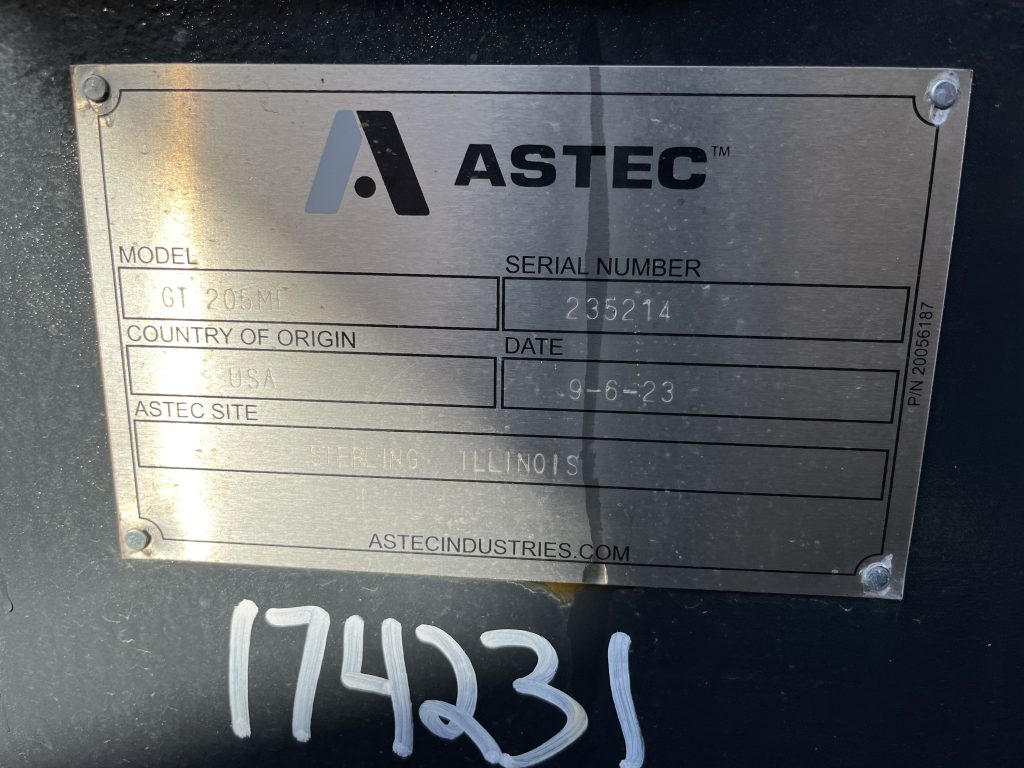 ASTEC™
MODEL
SERIAL NUMBER
GT 205MF
235214
COUNTRY OF ORIGIN
DATE
USA
9-6-23
ASTEC SITE
STERLING, ILLINOIS
P/N 20056187
ASTECINDUSTRIES.COM
174231